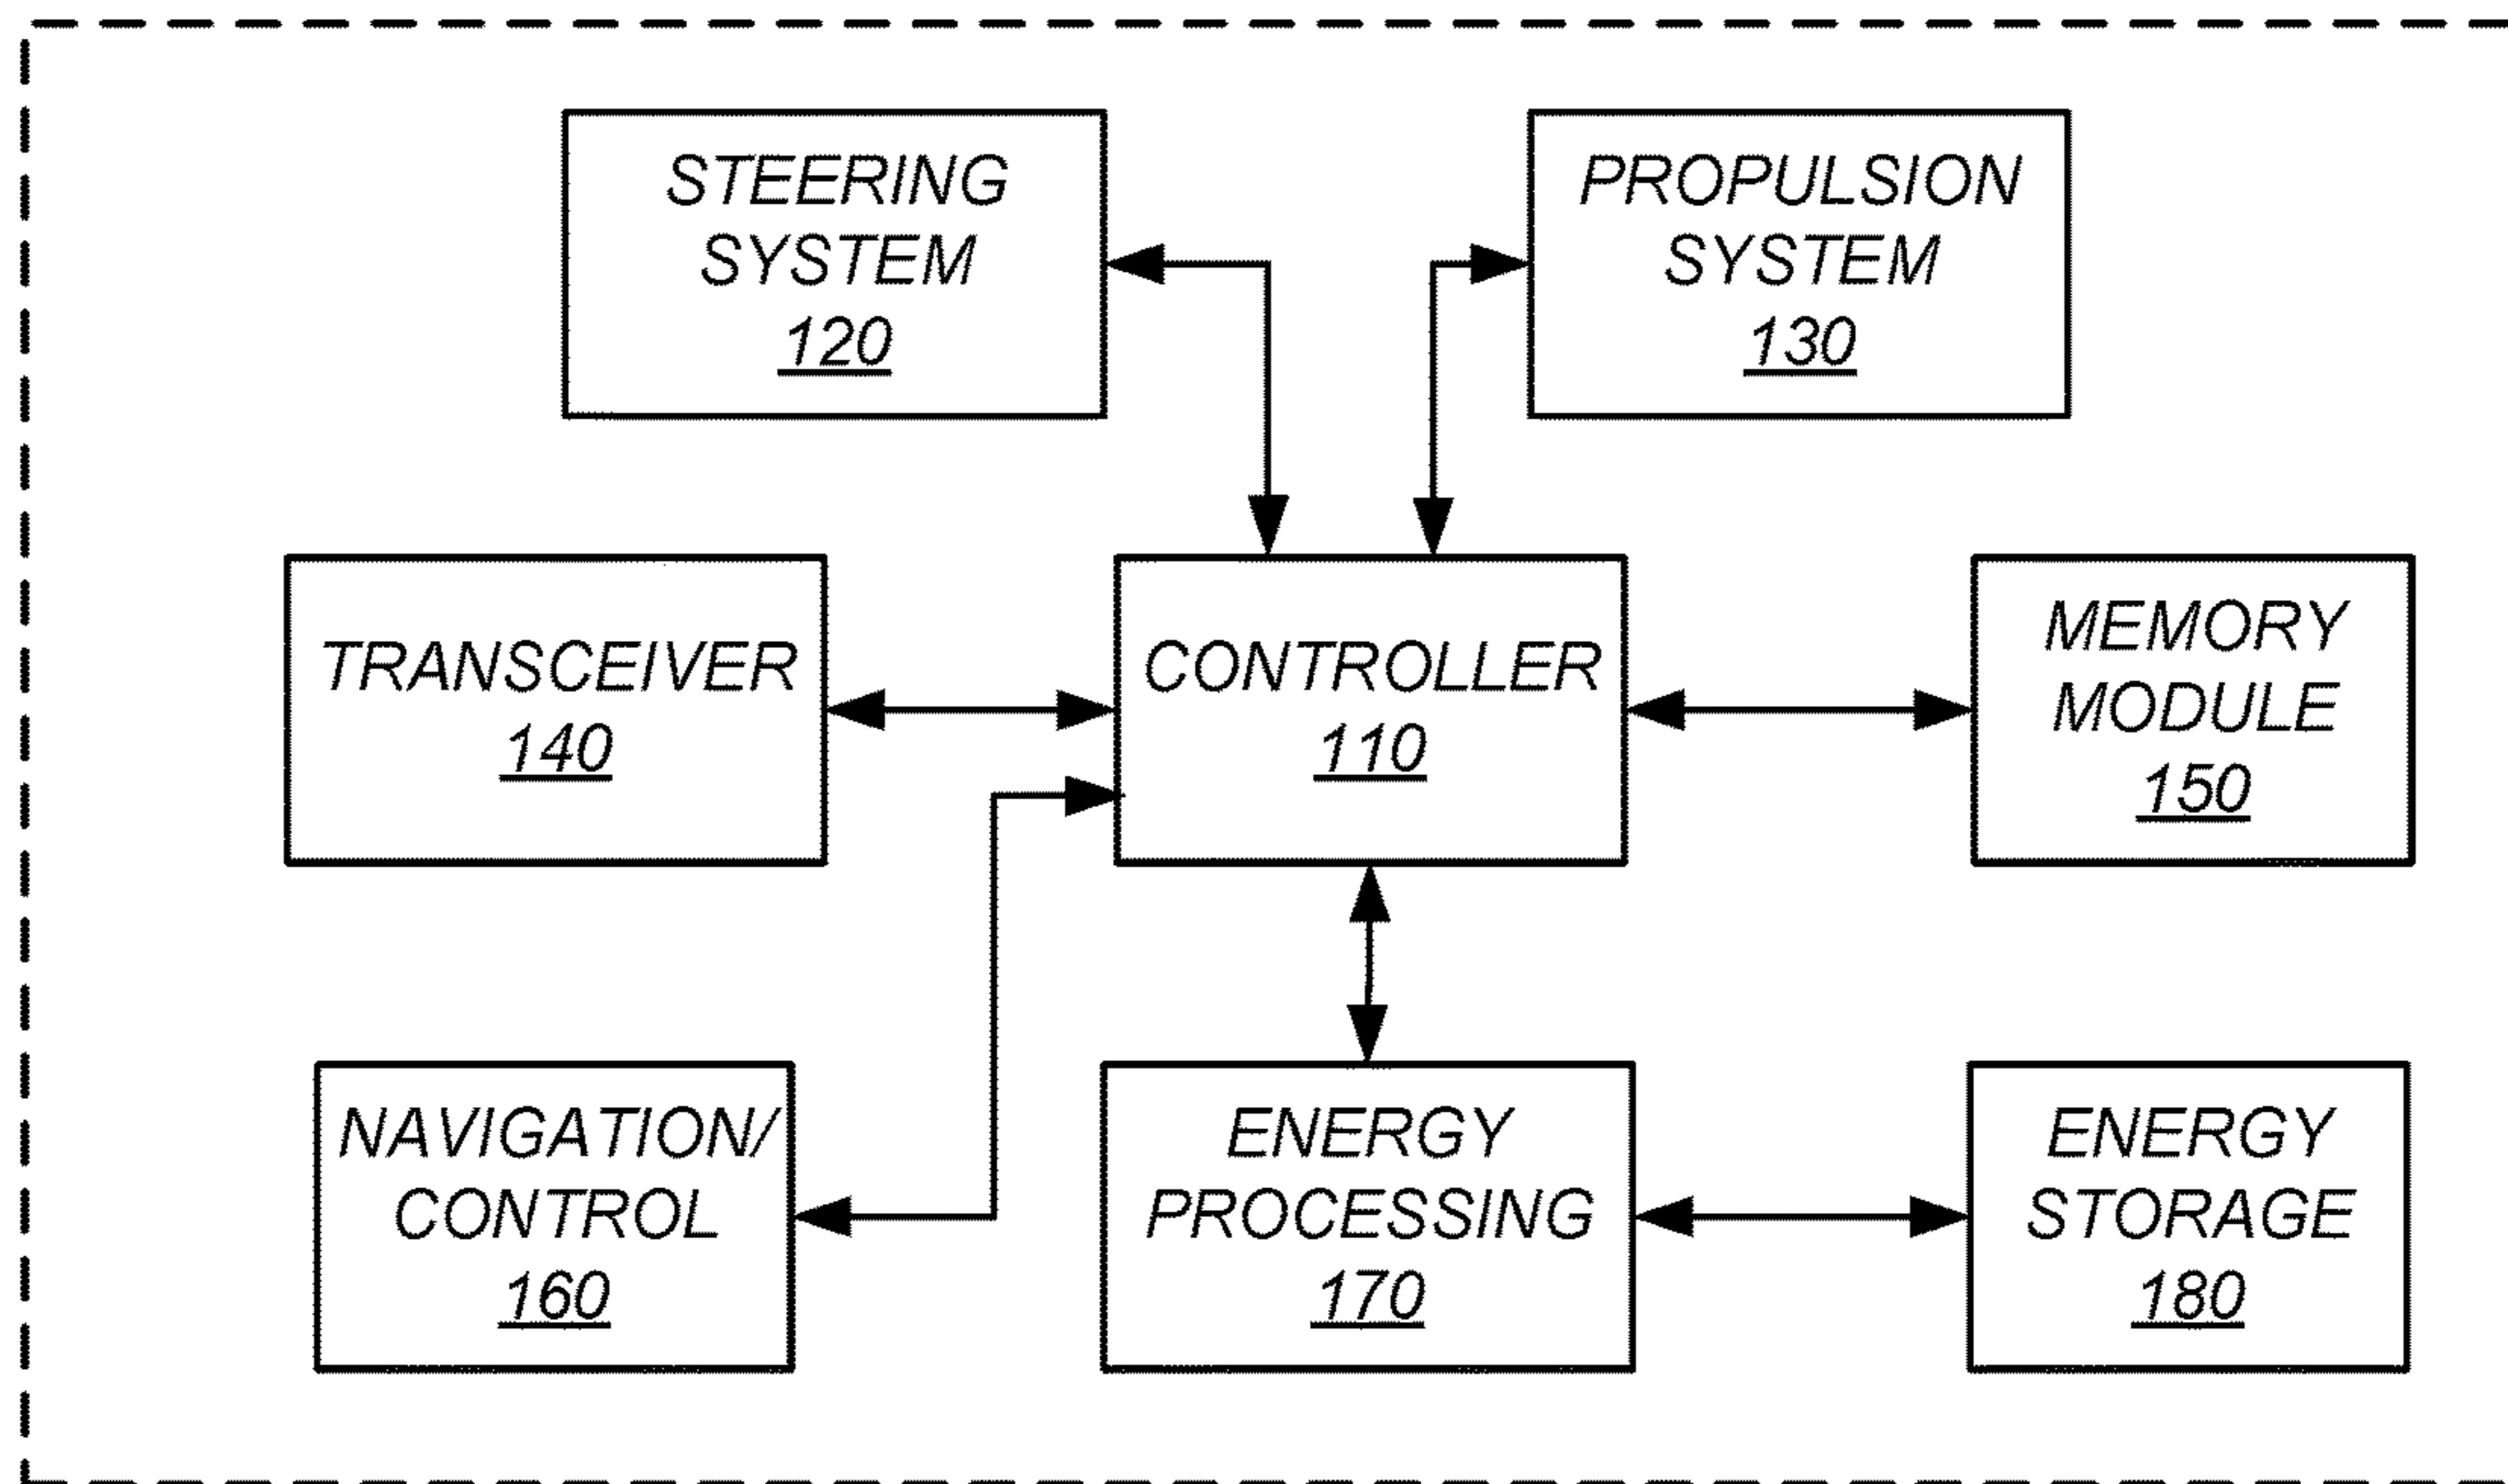 STEERING
SYSTEM
120
PROPULSION
SYSTEM
130
TRANSCEIVER
140
CONTROLLER
110
MEMORY
MODULE
150
NAVIGATION/
CONTROL
160
ENERGY
PROCESSING
170
ENERGY
STORAGE
180